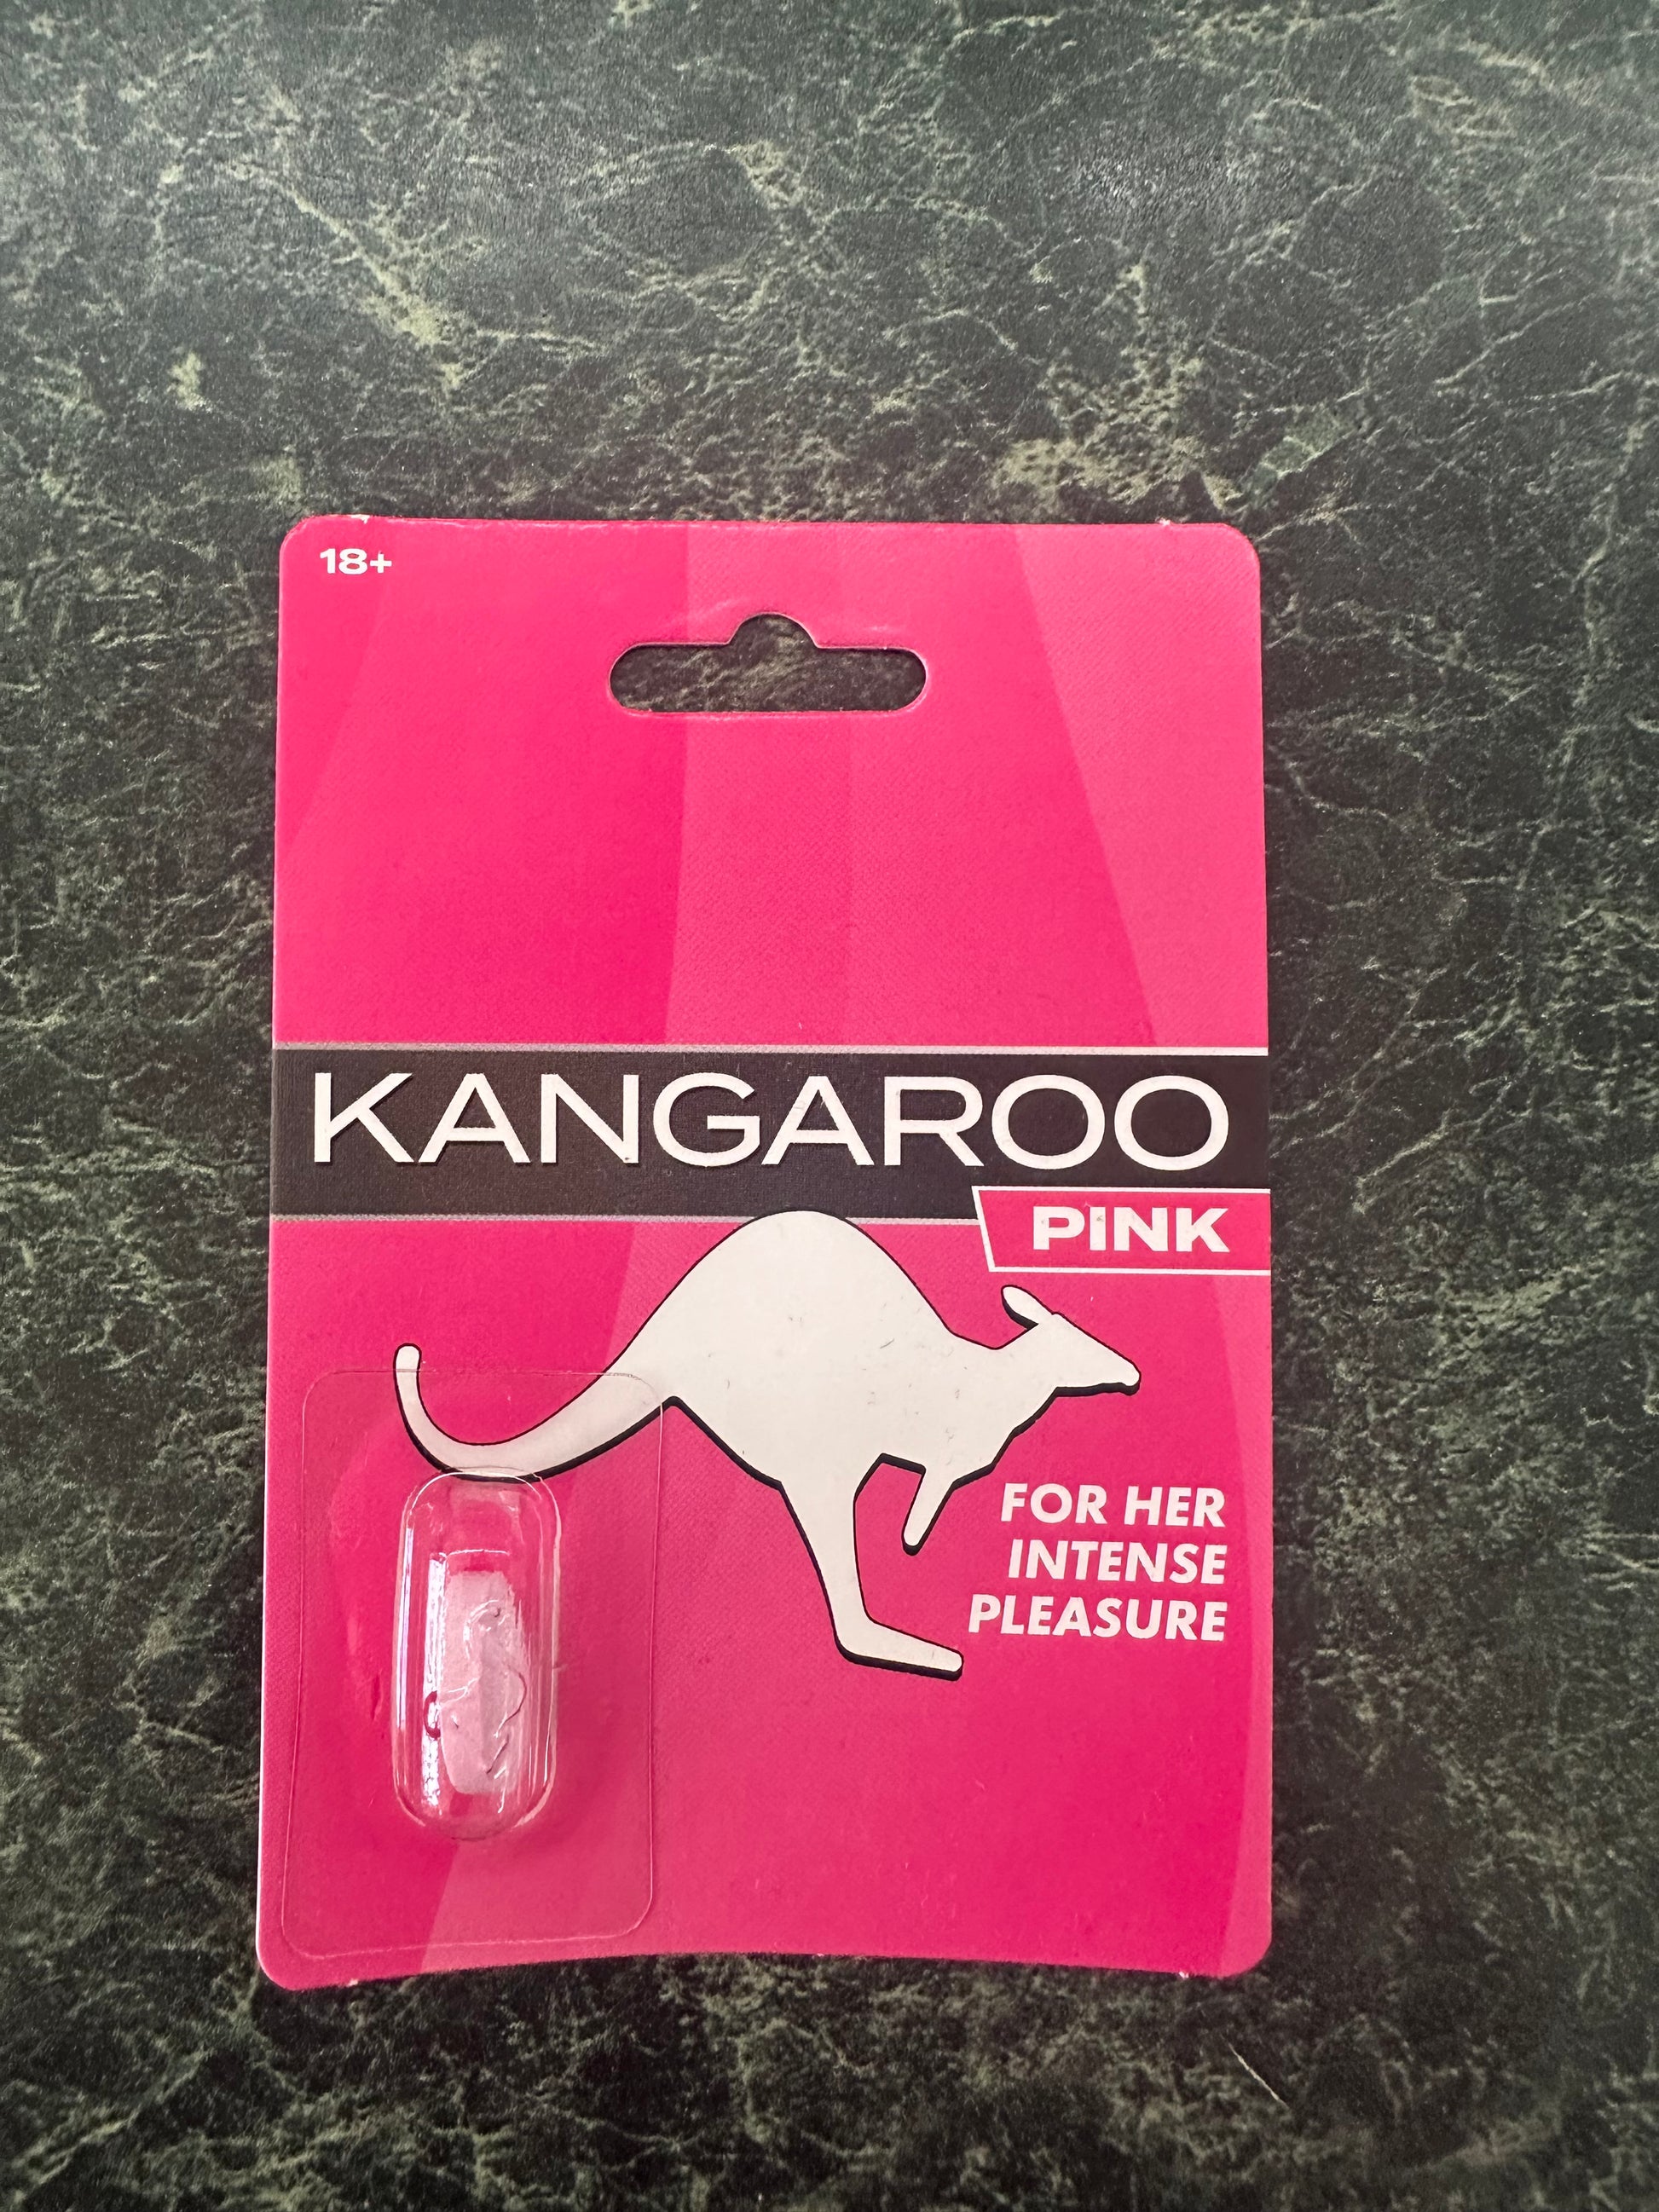 18+
KANGAROO
PINK
FOR HER
INTENSE
PLEASURE